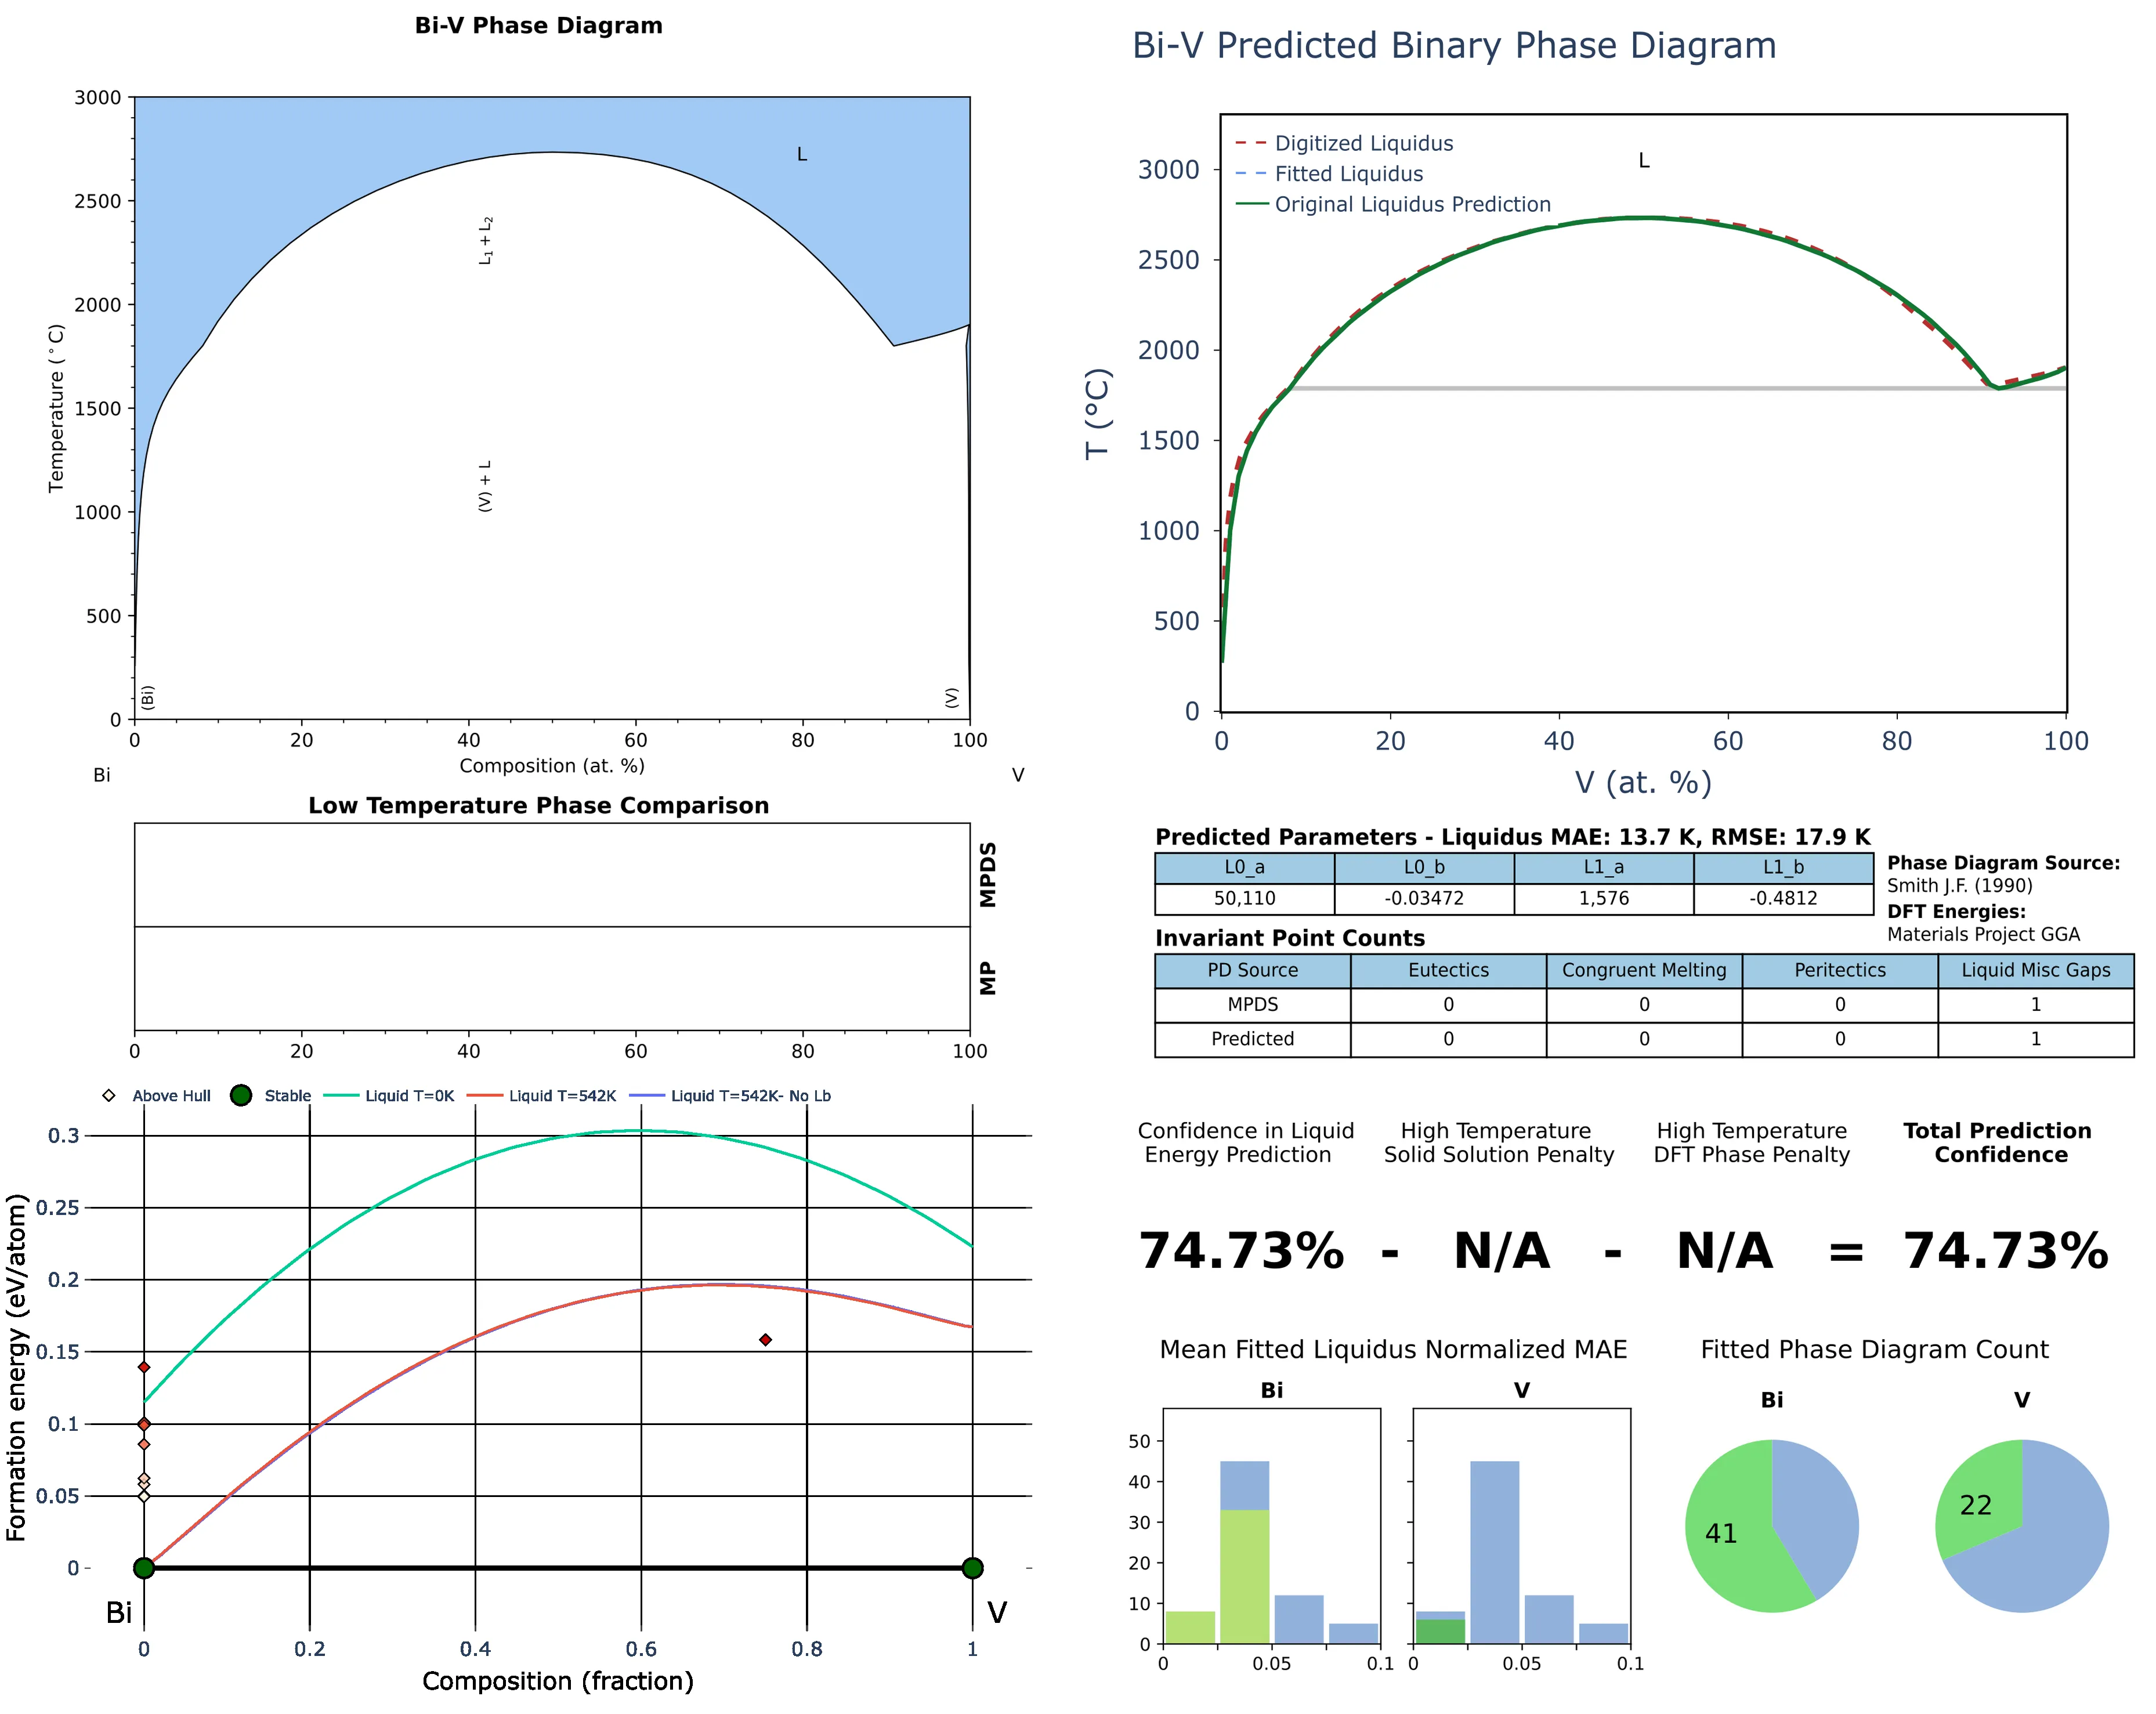 Bi-V Phase Diagram
3000
2500
2000
1500
1000
500
0
Temperature (°C)
L
L1 + L2
(V) + L
(Bi)
(V)
0 20 40 60 80 100
Composition (at. %)
Bi V
Low Temperature Phase Comparison
MPDS
MP
0 20 40 60 80 100
Above Hull Stable Liquid T=0K Liquid T=542K Liquid T=542K- No Lb
0.3
0.25
0.2
0.15
0.1
0.05
0
Formation energy (eV/atom)
Bi V
0 0.2 0.4 0.6 0.8 1
Composition (fraction)
Bi-V Predicted Binary Phase Diagram
Digitized Liquidus
Fitted Liquidus
Original Liquidus Prediction
L
3000
2500
2000
1500
1000
500
0
T (°C)
0 20 40 60 80 100
V (at. %)
Predicted Parameters - Liquidus MAE: 13.7 K, RMSE: 17.9 K
L0_a L0_b L1_a L1_b
50,110 -0.03472 1,576 -0.4812
Phase Diagram Source:
Smith J.F. (1990)
DFT Energies:
Materials Project GGA
Invariant Point Counts
PD Source Eutectics Congruent Melting Peritectics Liquid Misc Gaps
MPDS 0 0 0 1
Predicted 0 0 0 1
Confidence in Liquid Energy Prediction
High Temperature Solid Solution Penalty
High Temperature DFT Phase Penalty
Total Prediction Confidence
74.73% - N/A - N/A = 74.73%
Mean Fitted Liquidus Normalized MAE
Bi V
50
40
30
20
10
0
0 0.05 0.1 0 0.05 0.1
Fitted Phase Diagram Count
Bi V
41 22